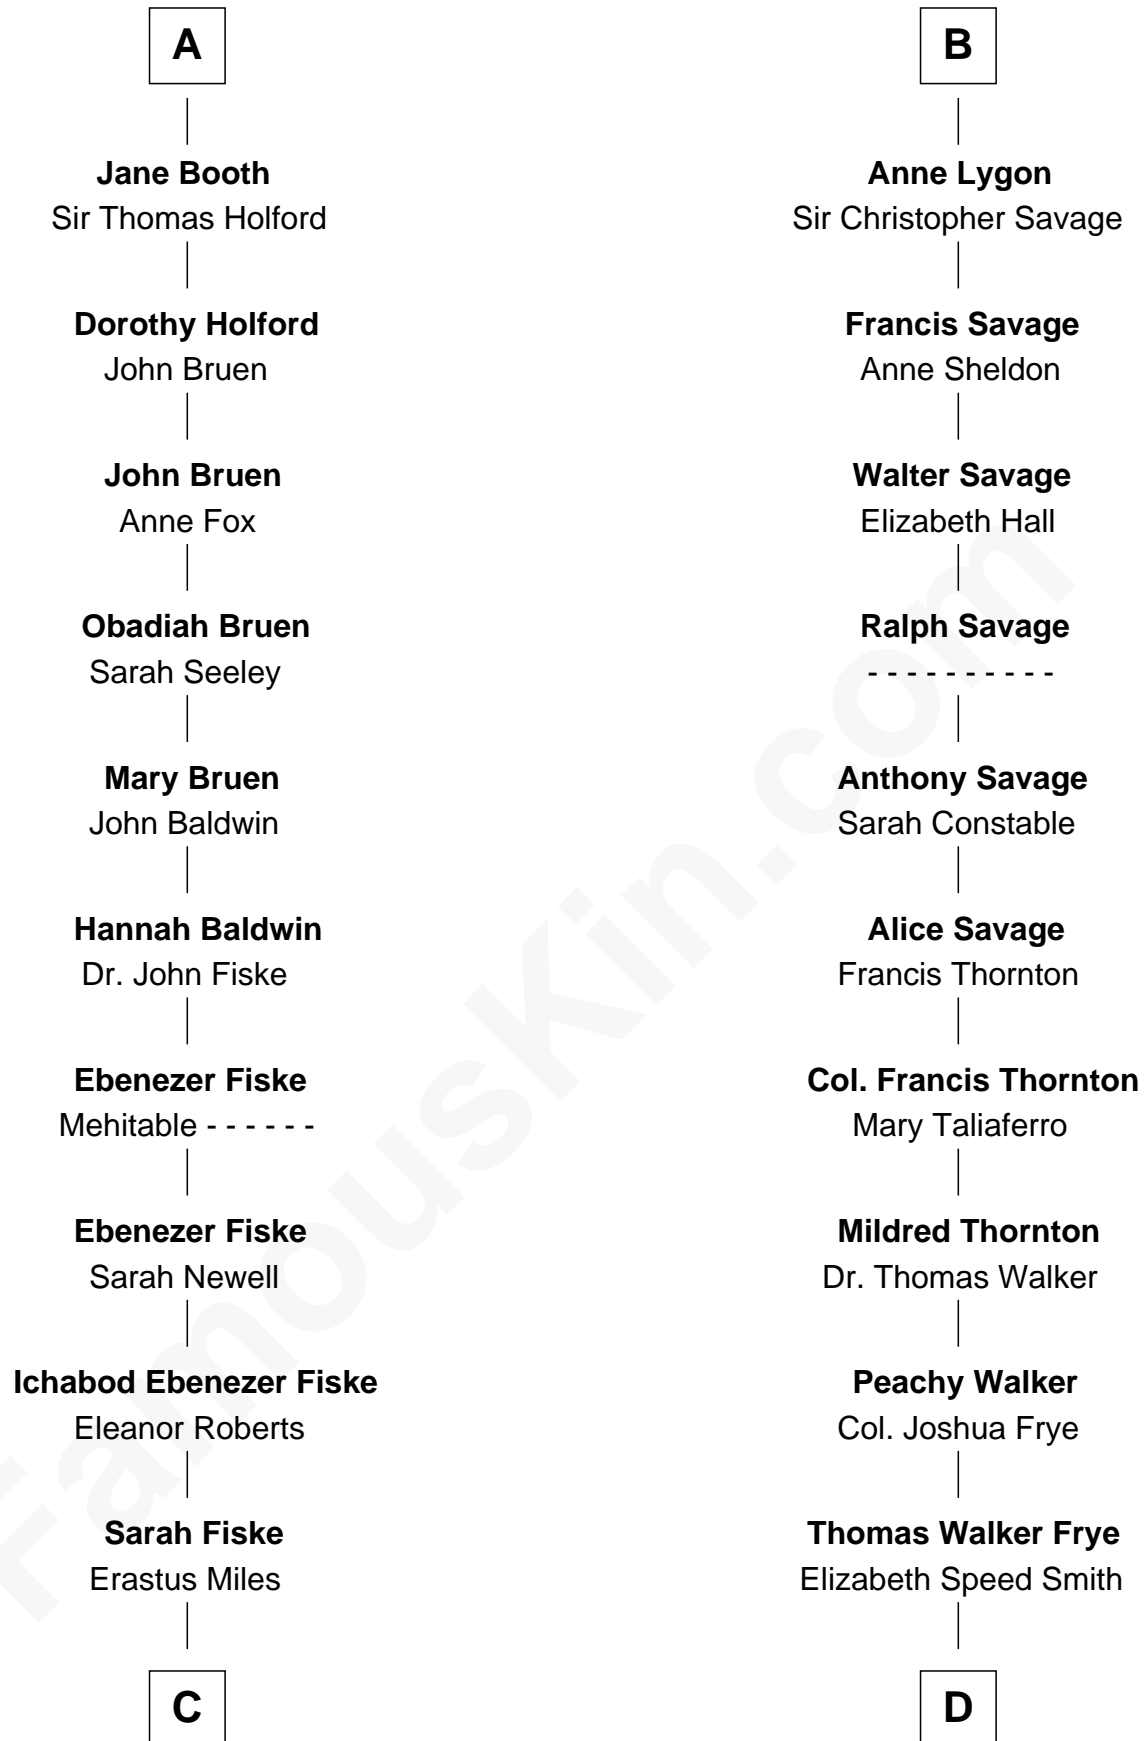 A
Jane Booth
Sir Thomas Holford
Dorothy Holford
John Bruen
John Bruen
Anne Fox
Obadiah Bruen
Sarah Seeley
Mary Bruen
John Baldwin
Hannah Baldwin
Dr. John Fiske
Ebenezer Fiske
Mehitable - - - - - -
Ebenezer Fiske
Sarah Newell
Ichabod Ebenezer Fiske
Eleanor Roberts
Sarah Fiske
Erastus Miles
C
B
Anne Lygon
Sir Christopher Savage
Francis Savage
Anne Sheldon
Walter Savage
Elizabeth Hall
Ralph Savage
- - - - - - - - - -
Anthony Savage
Sarah Constable
Alice Savage
Francis Thornton
Col. Francis Thornton
Mary Taliaferro
Mildred Thornton
Dr. Thomas Walker
Peachy Walker
Col. Joshua Frye
Thomas Walker Frye
Elizabeth Speed Smith
D
FamousKin.com